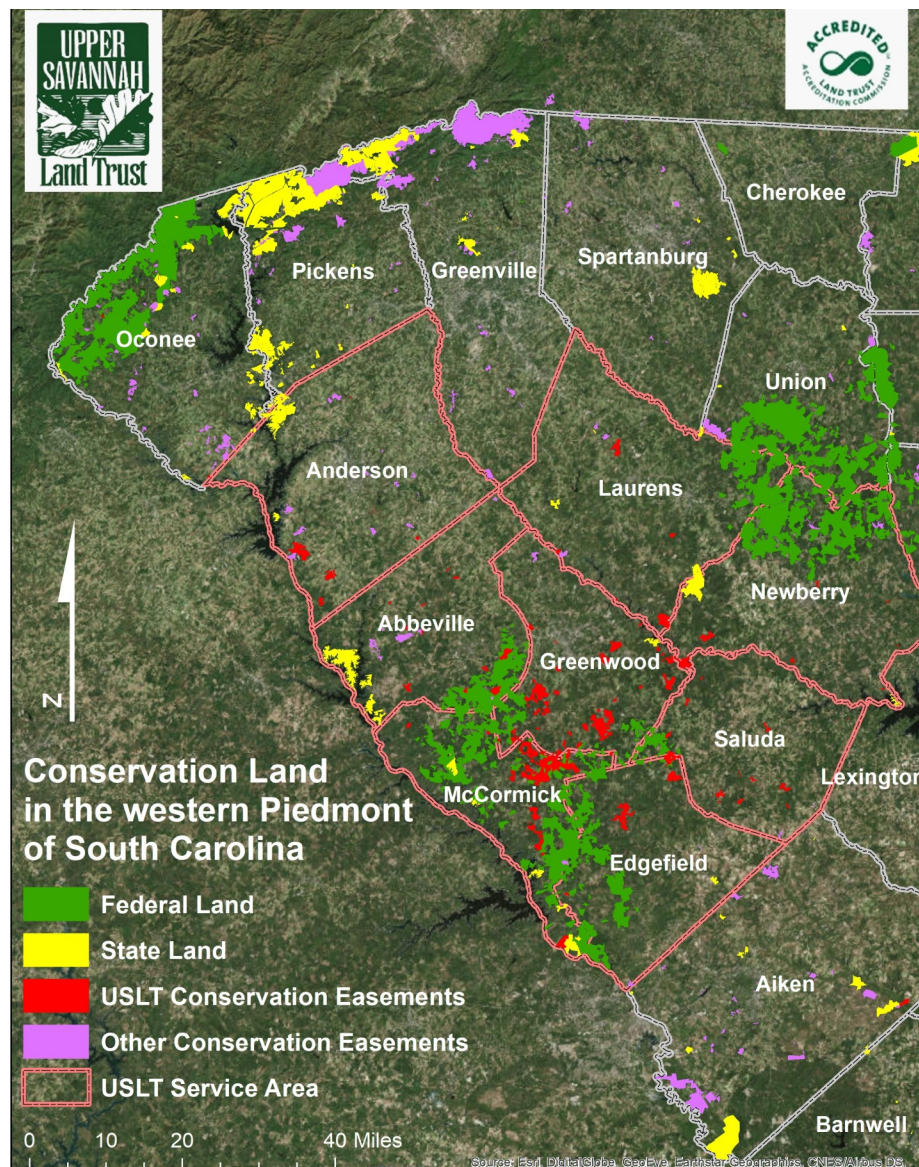 UPPER
SAVANNAH
Land Trust
ACCREDITED
LAND TRUST
ACCREDITATION COMMISSION
Cherokee
Spartanburg
Pickens
Greenville
Oconee
Union
Anderson
Laurens
Newberry
Abbeville
Greenwood
Saluda
Lexington
McCormick
Edgefield
Aiken
Barnwell
N
Conservation Land
in the western Piedmont
of South Carolina
Federal Land
State Land
USLT Conservation Easements
Other Conservation Easements
USLT Service Area
0 10 20 40 Miles
Source: Esri, DigitalGlobe, GeoEye, Earthstar Geographics, CNES/Airbus DS,